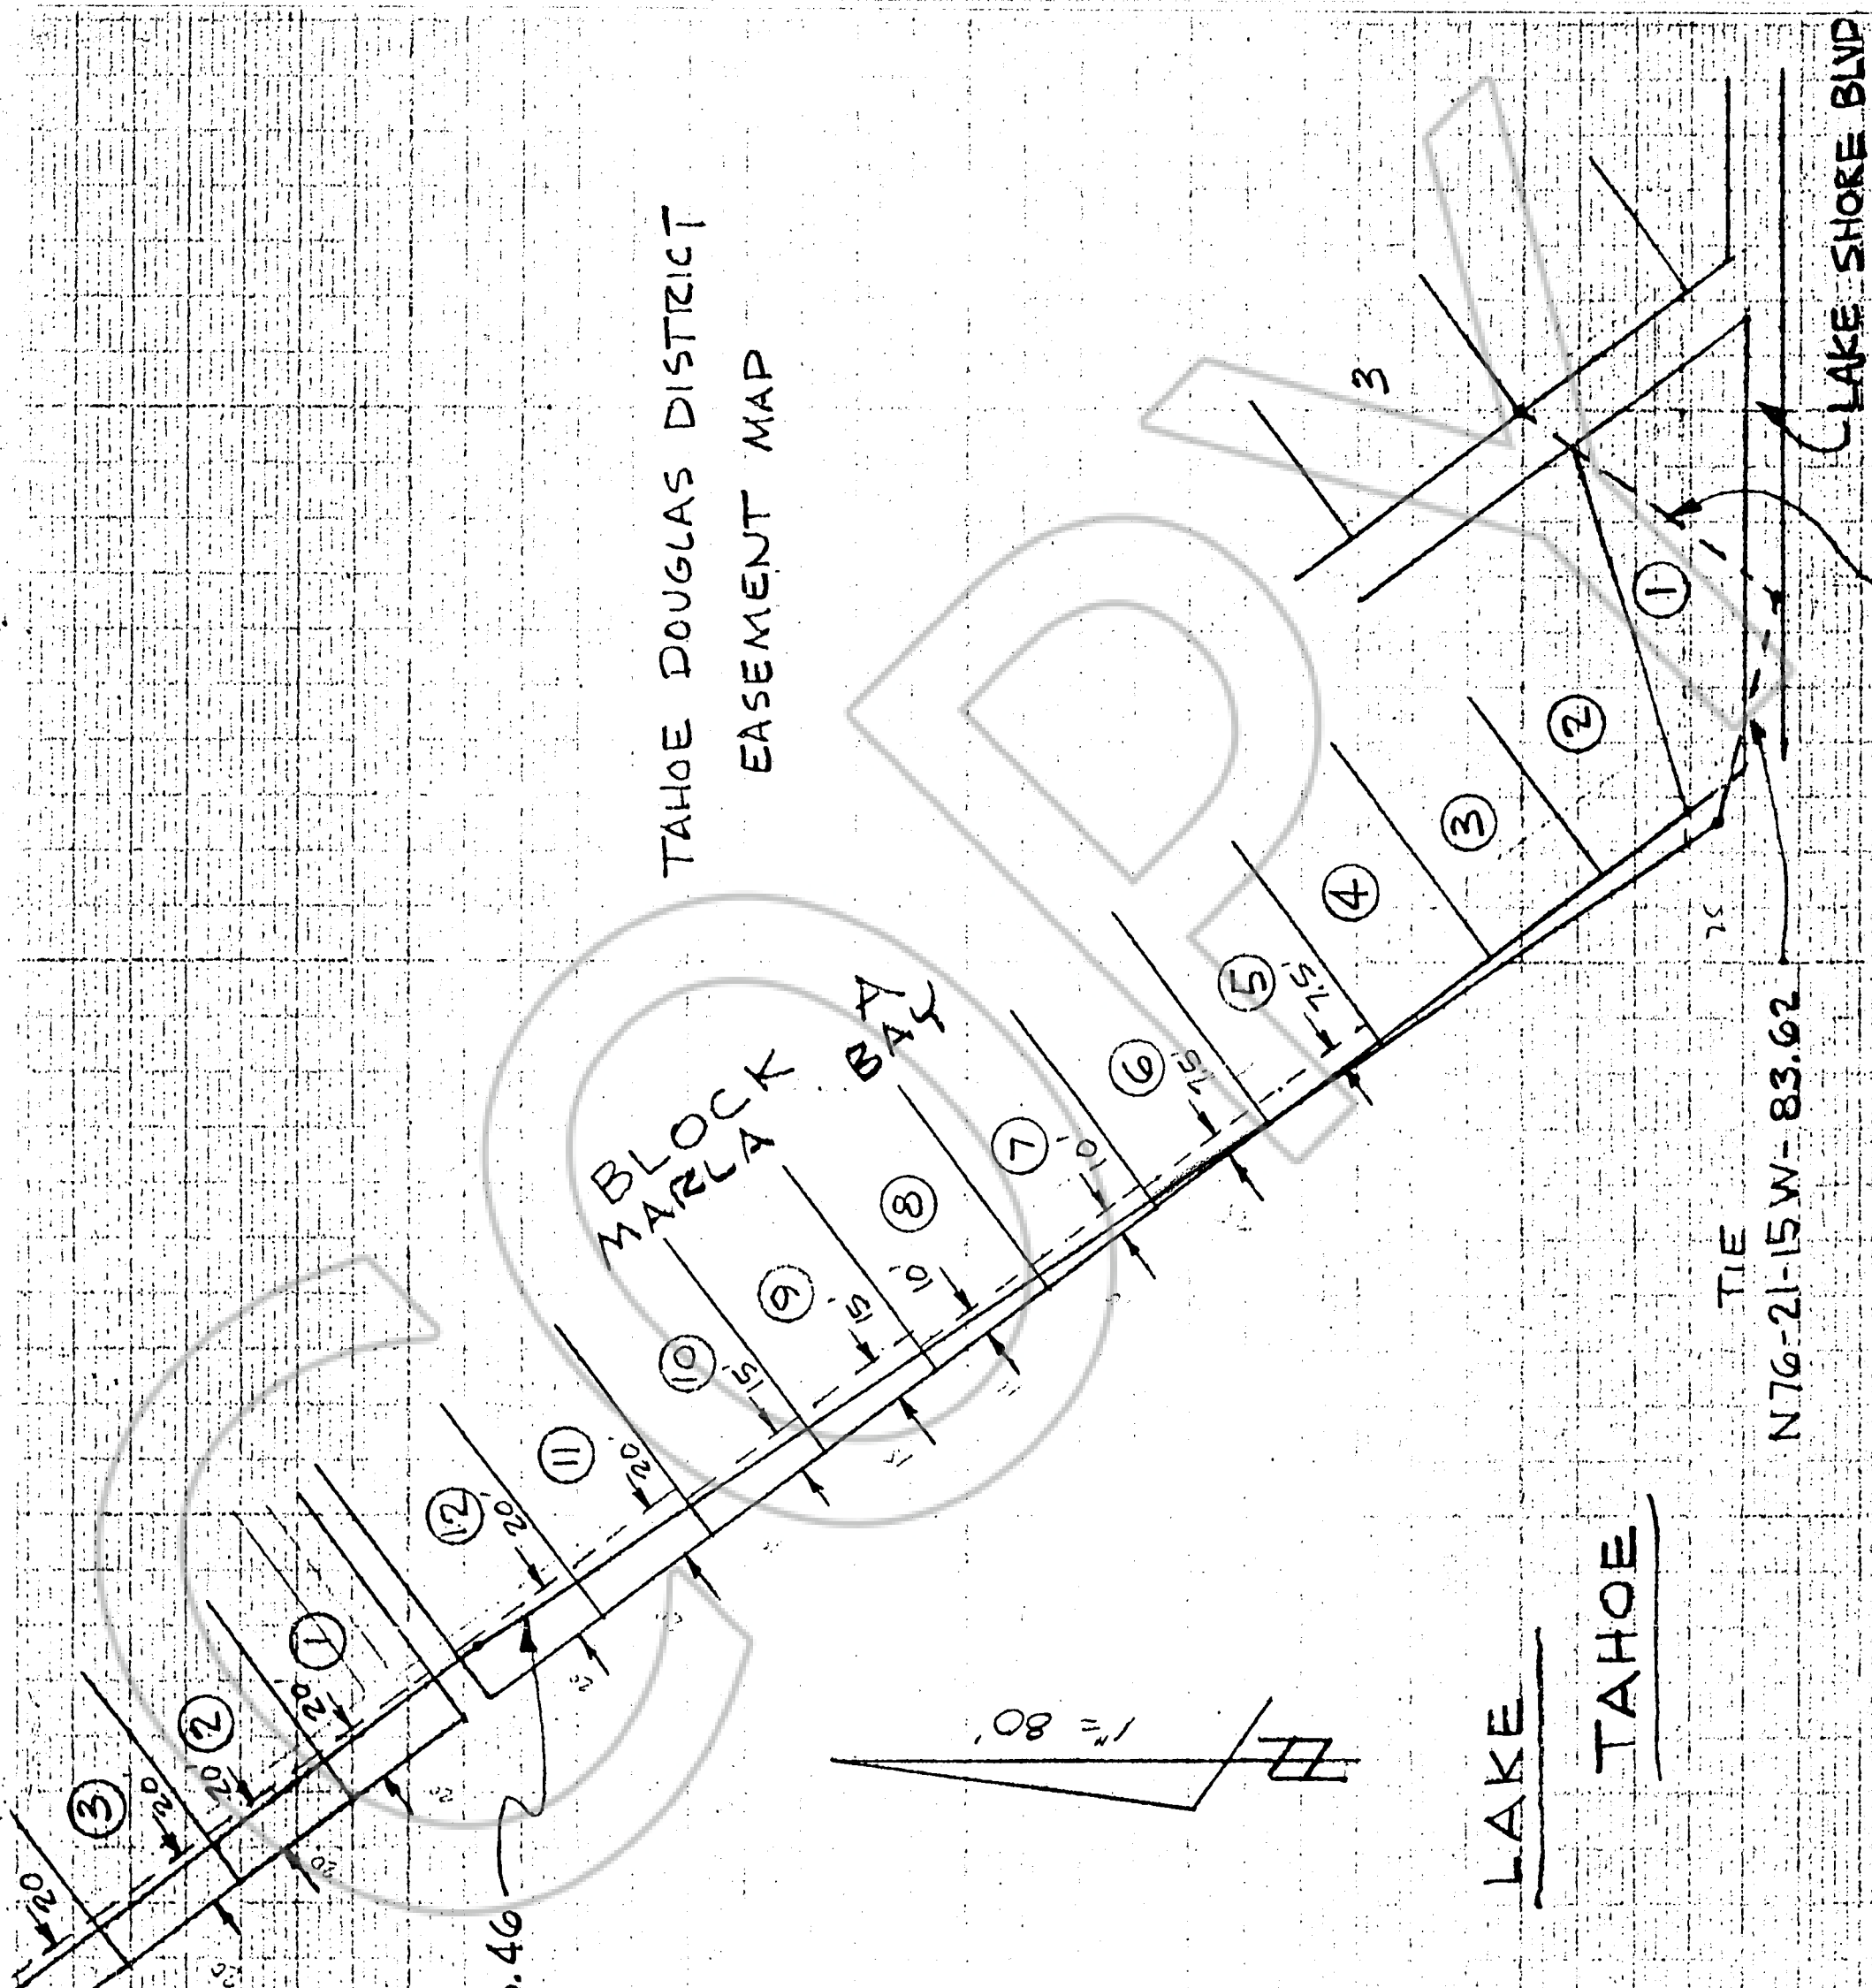 TAHOE DOUGLAS DISTRICT
EASEMENT MAP
LAKE SHORE BLVD
3
1
2
3
4
5
7.5'
6
7.5'
7
10'
8
10'
9
15'
10
15'
11
20'
12
20'
BLOCK A
MARLA BAY
1
20'
2
20'
20'
3
20
.46
1"= 80'
N
LAKE
TAHOE
TIE
N76-21-15W-83.62
COPY